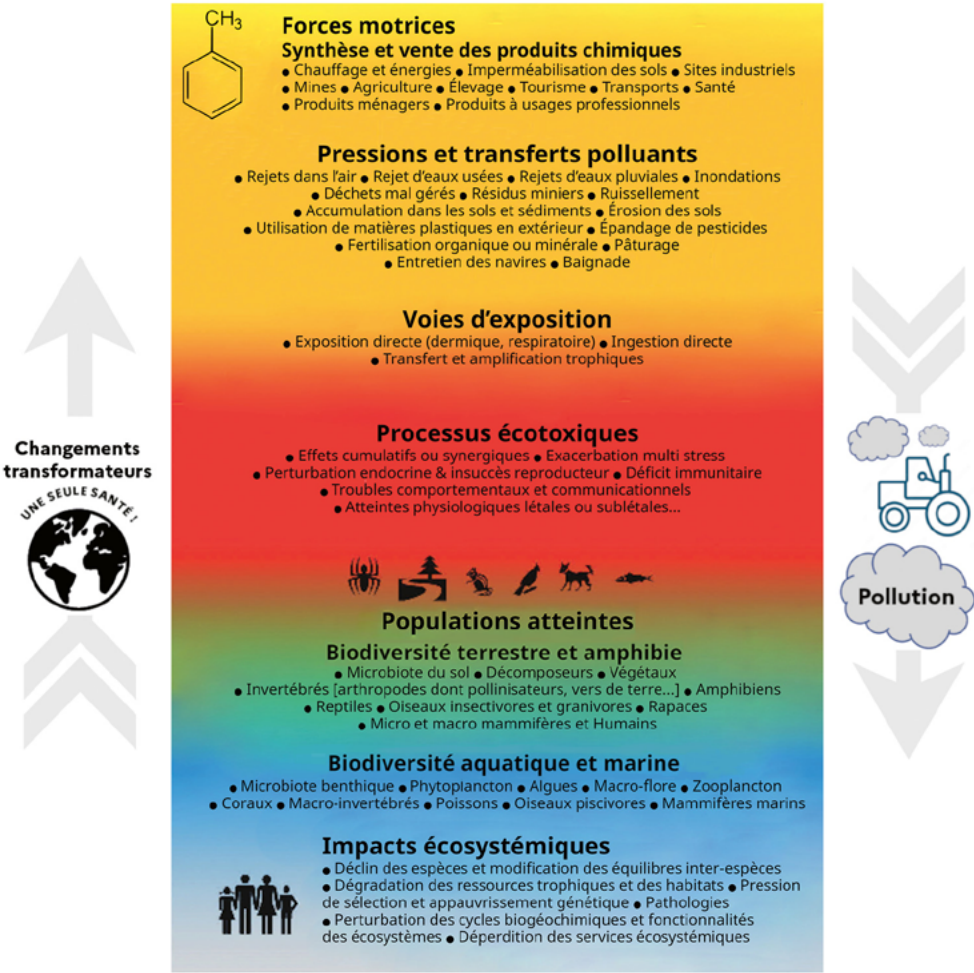 CH3
Forces motrices
Synthèse et vente des produits chimiques
● Chauffage et énergies ● Imperméabilisation des sols ● Sites industriels
● Mines ● Agriculture ● Élevage ● Tourisme ● Transports ● Santé
● Produits ménagers ● Produits à usages professionnels
Pressions et transferts polluants
● Rejets dans l'air ● Rejet d'eaux usées ● Rejets d'eaux pluviales ● Inondations
● Déchets mal gérés ● Résidus miniers ● Ruissellement
● Accumulation dans les sols et sédiments ● Érosion des sols
● Utilisation de matières plastiques en extérieur ● Épandage de pesticides
● Fertilisation organique ou minérale ● Pâturage
● Entretien des navires ● Baignade
Voies d'exposition
● Exposition directe (dermique, respiratoire) ● Ingestion directe
● Transfert et amplification trophiques
Processus écotoxiques
● Effets cumulatifs ou synergiques ● Exacerbation multi stress
● Perturbation endocrine & insuccès reproducteur ● Déficit immunitaire
● Troubles comportementaux et communicationnels
● Atteintes physiologiques létales ou sublétales...
Changements
transformateurs
UNE SEULE SANTÉ !
Pollution
Populations atteintes
Biodiversité terrestre et amphibie
● Microbiote du sol ● Décomposeurs ● Végétaux
● Invertébrés [arthropodes dont pollinisateurs, vers de terre...] ● Amphibiens
● Reptiles ● Oiseaux insectivores et granivores ● Rapaces
● Micro et macro mammifères et Humains
Biodiversité aquatique et marine
● Microbiote benthique ● Phytoplancton ● Algues ● Macro-flore ● Zooplancton
● Coraux ● Macro-invertébrés ● Poissons ● Oiseaux piscivores ● Mammifères marins
Impacts écosystémiques
● Déclin des espèces et modification des équilibres inter-espèces
● Dégradation des ressources trophiques et des habitats ● Pression
de sélection et appauvrissement génétique ● Pathologies
● Perturbation des cycles biogéochimiques et fonctionnalités
des écosystèmes ● Déperdition des services écosystémiques